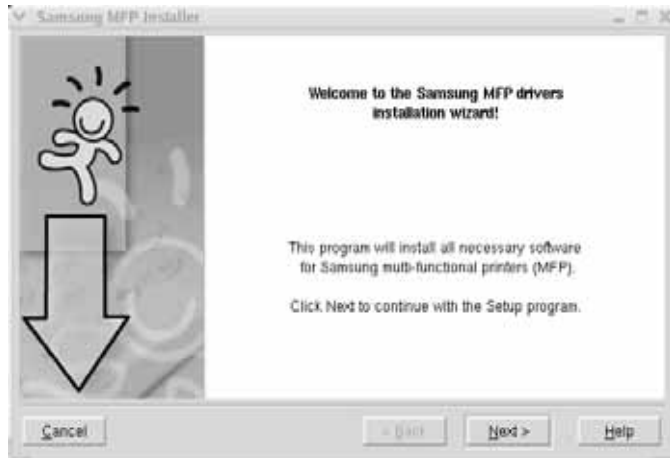 Samsung MFP Installer
Welcome to the Samsung MFP drivers
installation wizard!
This program will install all necessary software
for Samsung multi-functional printers (MFP).
Click Next to continue with the Setup program.
Cancel
< Back
Next >
Help